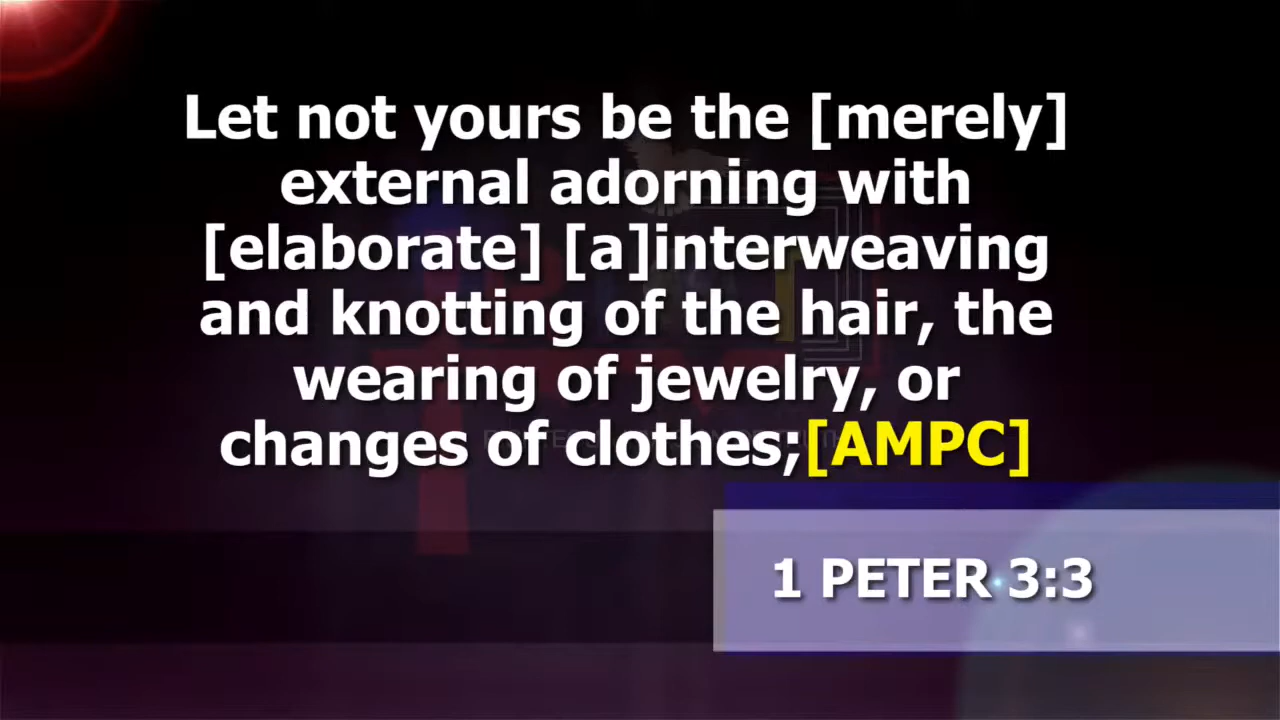 Let not yours be the [merely]
external adorning with
[elaborate] [a]interweaving
and knotting of the hair, the
wearing of jewelry, or
changes of clothes;[AMPC]
1 PETER 3:3